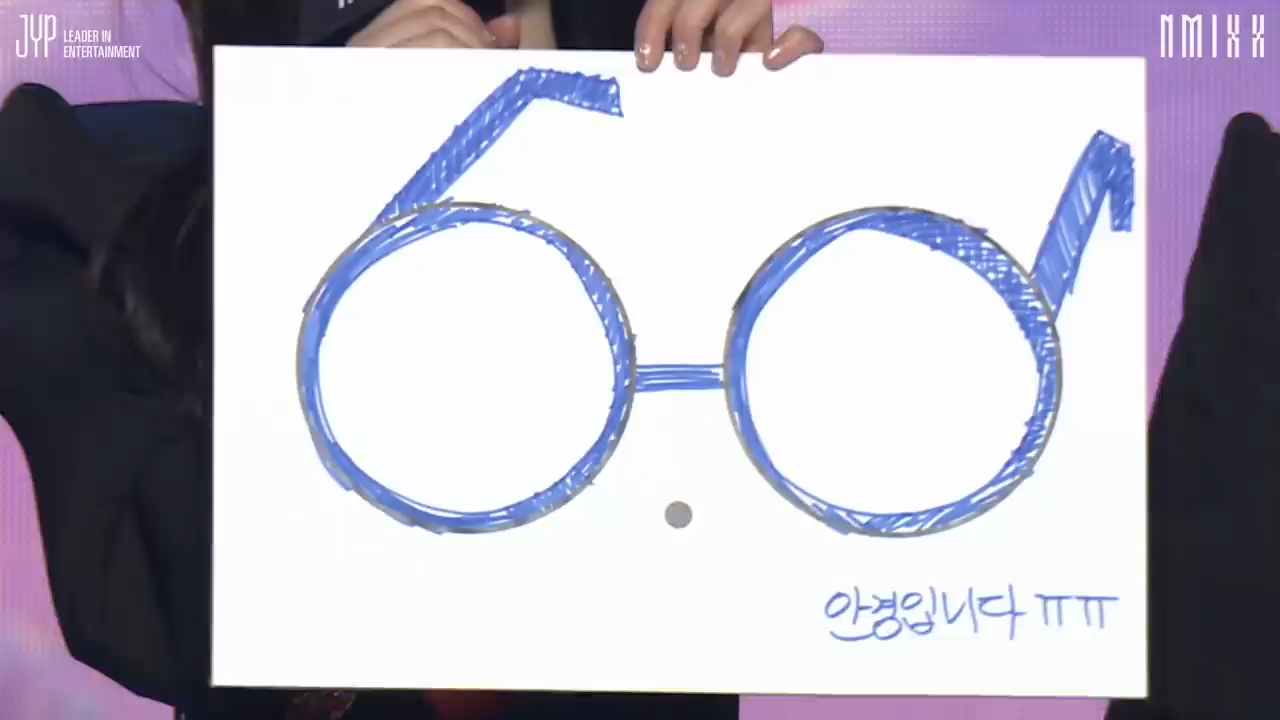 JYP LEADER IN
ENTERTAINMENT
NMIXX
안경입니다 ㅠㅠ